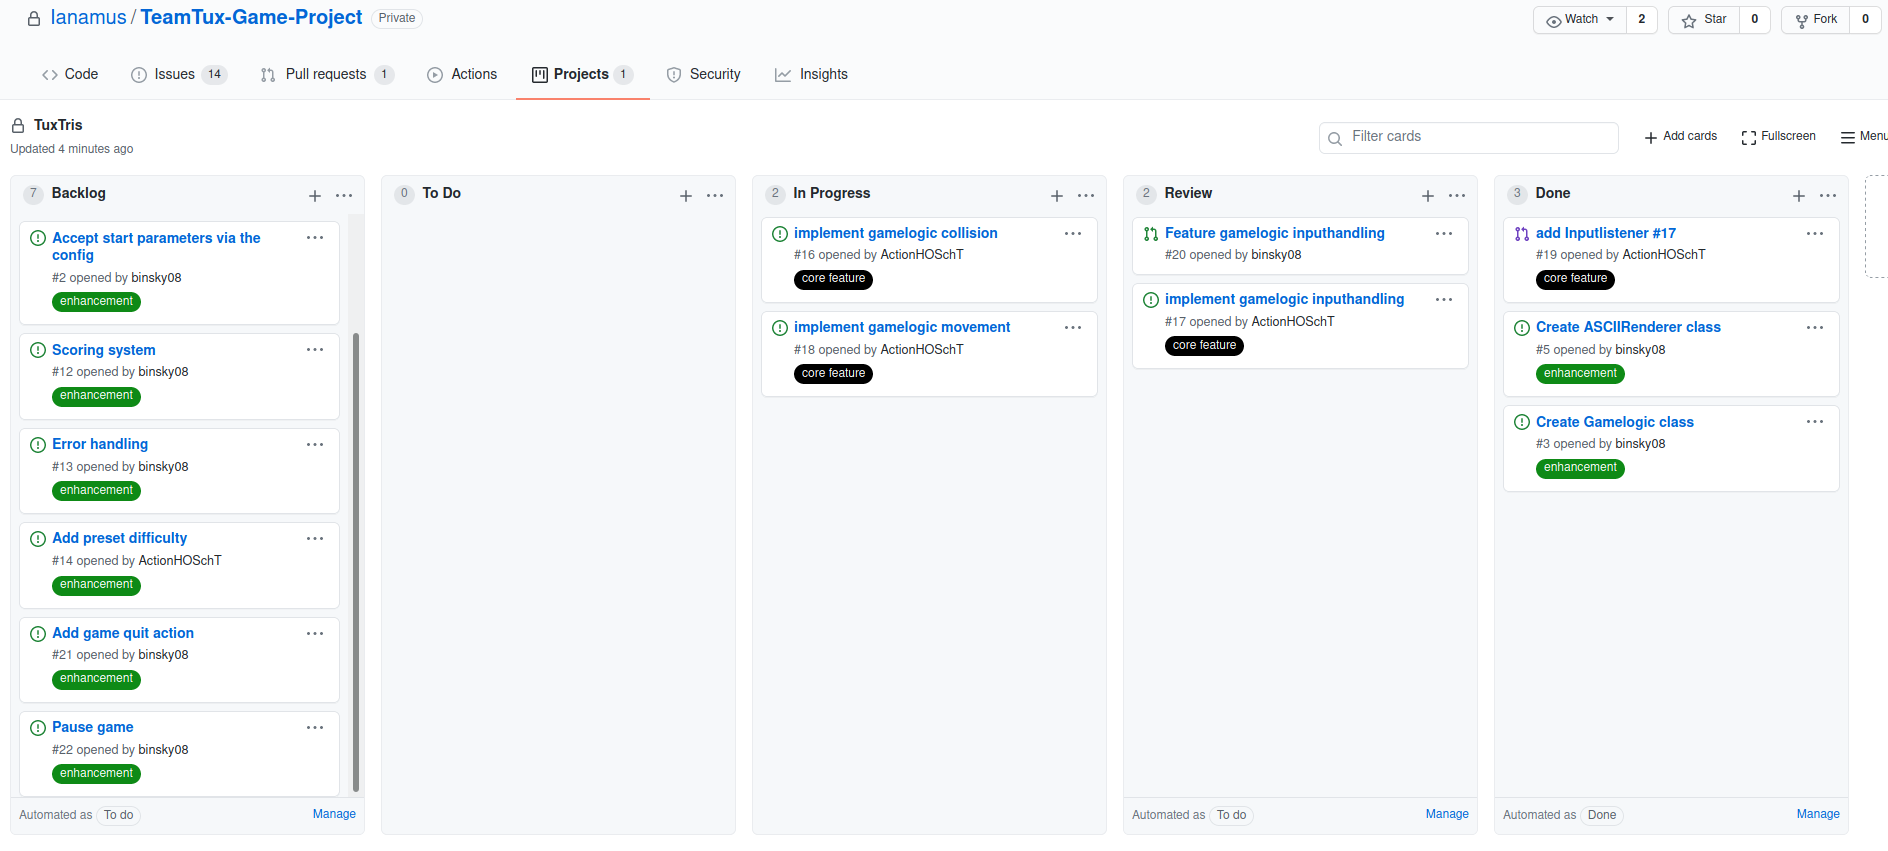 Ianamus / TeamTux-Game-Project Private
Watch 2 Star 0 Fork 0
Code Issues 14 Pull requests 1 Actions Projects 1 Security Insights
TuxTris
Updated 4 minutes ago
Filter cards
Add cards Fullscreen Menu
7 Backlog
Accept start parameters via the
config
#2 opened by binsky08
enhancement
Scoring system
#12 opened by binsky08
enhancement
Error handling
#13 opened by binsky08
enhancement
Add preset difficulty
#14 opened by ActionHOSchT
enhancement
Add game quit action
#21 opened by binsky08
enhancement
Pause game
#22 opened by binsky08
enhancement
Automated as To do Manage
0 To Do
2 In Progress
implement gamelogic collision
#16 opened by ActionHOSchT
core feature
implement gamelogic movement
#18 opened by ActionHOSchT
core feature
2 Review
Feature gamelogic inputhandling
#20 opened by binsky08
implement gamelogic inputhandling
#17 opened by ActionHOSchT
core feature
Automated as To do Manage
3 Done
add Inputlistener #17
#19 opened by ActionHOSchT
core feature
Create ASCIIRenderer class
#5 opened by binsky08
enhancement
Create Gamelogic class
#3 opened by binsky08
enhancement
Automated as Done Manage